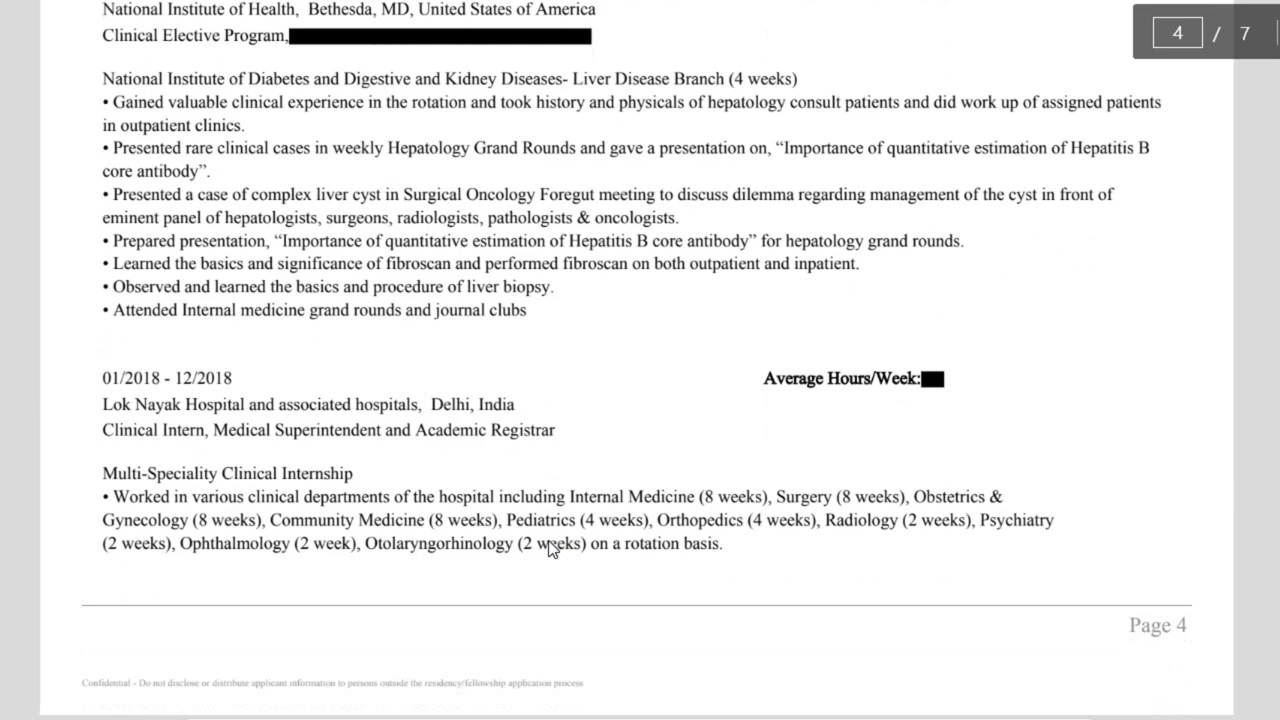 National Institute of Health, Bethesda, MD, United States of America
4 / 7
Clinical Elective Program,
National Institute of Diabetes and Digestive and Kidney Diseases- Liver Disease Branch (4 weeks)
• Gained valuable clinical experience in the rotation and took history and physicals of hepatology consult patients and did work up of assigned patients
in outpatient clinics.
• Presented rare clinical cases in weekly Hepatology Grand Rounds and gave a presentation on, “Importance of quantitative estimation of Hepatitis B
core antibody”.
• Presented a case of complex liver cyst in Surgical Oncology Foregut meeting to discuss dilemma regarding management of the cyst in front of
eminent panel of hepatologists, surgeons, radiologists, pathologists & oncologists.
• Prepared presentation, “Importance of quantitative estimation of Hepatitis B core antibody” for hepatology grand rounds.
• Learned the basics and significance of fibroscan and performed fibroscan on both outpatient and inpatient.
• Observed and learned the basics and procedure of liver biopsy.
• Attended Internal medicine grand rounds and journal clubs
01/2018 - 12/2018 Average Hours/Week:
Lok Nayak Hospital and associated hospitals, Delhi, India
Clinical Intern, Medical Superintendent and Academic Registrar
Multi-Speciality Clinical Internship
• Worked in various clinical departments of the hospital including Internal Medicine (8 weeks), Surgery (8 weeks), Obstetrics &
Gynecology (8 weeks), Community Medicine (8 weeks), Pediatrics (4 weeks), Orthopedics (4 weeks), Radiology (2 weeks), Psychiatry
(2 weeks), Ophthalmology (2 week), Otolaryngorhinology (2 weeks) on a rotation basis.
Page 4
Confidential - Do not disclose or distribute applicant information to persons outside the residency/fellowship application process